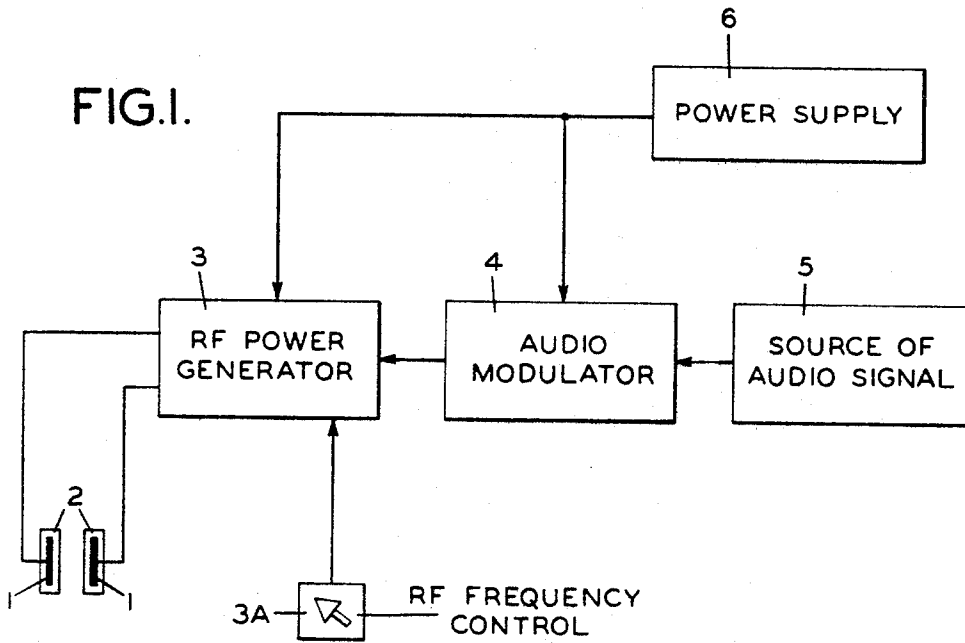 6
POWER SUPPLY
FIG.1.
3
4
5
RF POWER
GENERATOR
AUDIO
MODULATOR
SOURCE OF
AUDIO SIGNAL
2
1
1
3A
RF FREQUENCY
CONTROL